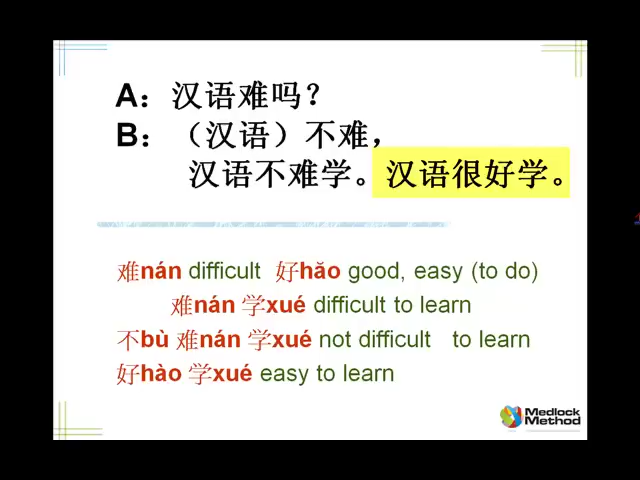 A：汉语难吗？
B：（汉语）不难，
汉语不难学。汉语很好学。
难nán difficult 好hăo good, easy (to do)
难nán 学xué difficult to learn
不bù 难nán 学xué not difficult to learn
好hào 学xué easy to learn
Medlock
Method